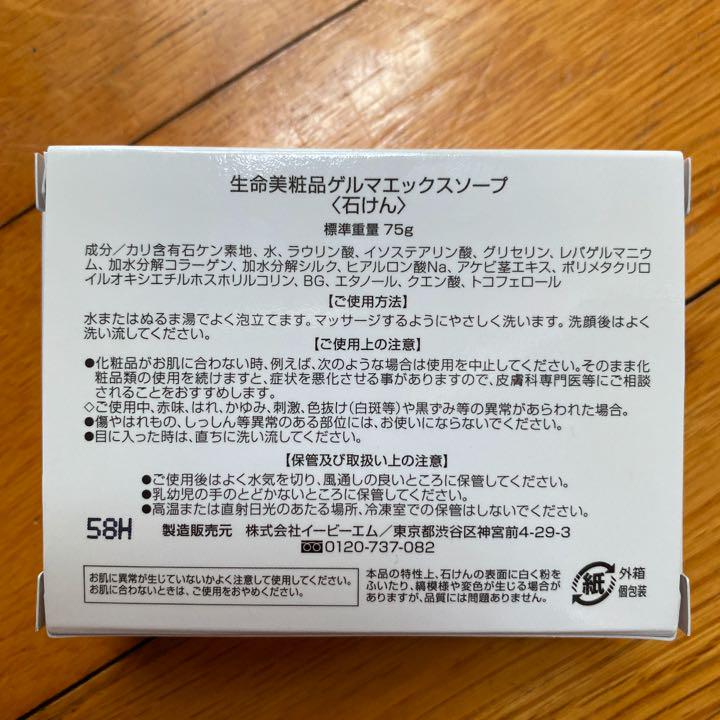 生命美粧品ゲルマエックスソープ
〈石けん〉
標準重量 75g
成分／カリ含有石ケン素地、水、ラウリン酸、イソステアリン酸、グリセリン、レパゲルマニウ
ム、加水分解コラーゲン、加水分解シルク、ヒアルロン酸Na、アケビ茎エキス、ポリメタクリロ
イルオキシエチルホスホリルコリン、BG、エタノール、クエン酸、トコフェロール
【ご使用方法】
水またはぬるま湯でよく泡立てます。マッサージするようにやさしく洗います。洗顔後はよく
洗い流してください。
【ご使用上の注意】
●化粧品がお肌に合わない時、例えば、次のような場合は使用を中止してください。そのまま化
粧品類の使用を続けますと、症状を悪化させる事がありますので、皮膚科専門医等にご相談
されることをおすすめします。
◇ご使用中、赤味、はれ、かゆみ、刺激、色抜け(白斑等)や黒ずみ等の異常があらわれた場合。
●傷やはれもの、しっしん等異常のある部位には、お使いにならないでください。
●目に入った時は、直ちに洗い流してください。
【保管及び取扱い上の注意】
●ご使用後はよく水気を切り、風通しの良いところに保管してください。
●乳幼児の手のとどかないところに保管してください。
●高温または直射日光のあたる場所、冷凍室での保管はしないでください。
58H
製造販売元 株式会社イービーエム／東京都渋谷区神宮前4-29-3
0120-737-082
お肌に異常が生じていないかよく注意して使用してください。
お肌に合わないときは、ご使用をおやめください。
本品の特性上、石けんの表面に白く粉を
ふいたり、縞模様や変色が生じる場合が
ありますが、品質には問題ありません。
紙
外箱
個包装